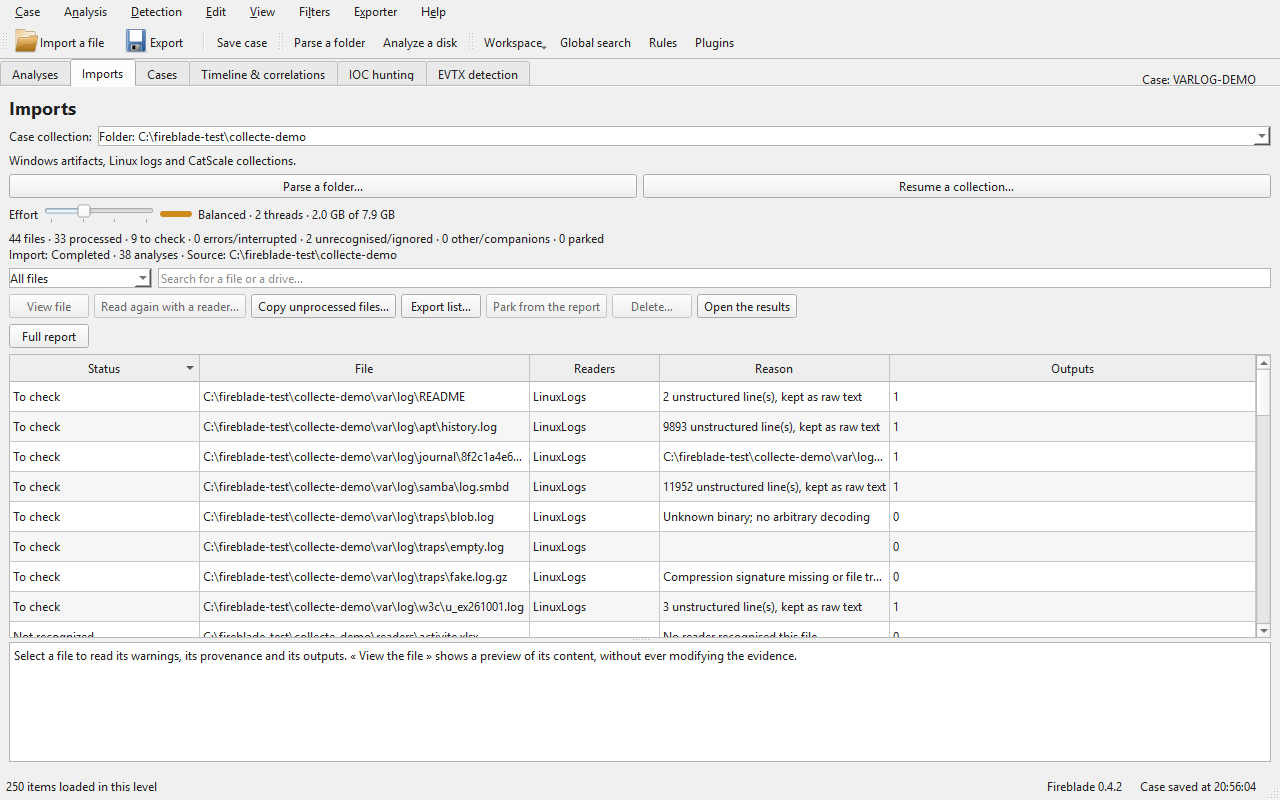 Case Analysis Detection Edit View Filters Exporter Help
Import a file Export Save case Parse a folder Analyze a disk Workspace Global search Rules Plugins
Analyses Imports Cases Timeline & correlations IOC hunting EVTX detection Case: VARLOG-DEMO
Imports
Case collection: Folder: C:\fireblade-test\collecte-demo
Windows artifacts, Linux logs and CatScale collections.
Parse a folder... Resume a collection...
Effort Balanced · 2 threads · 2.0 GB of 7.9 GB
44 files · 33 processed · 9 to check · 0 errors/interrupted · 2 unrecognised/ignored · 0 other/companions · 0 parked
Import: Completed · 38 analyses · Source: C:\fireblade-test\collecte-demo
All files Search for a file or a drive...
View file Read again with a reader... Copy unprocessed files... Export list... Park from the report Delete... Open the results
Full report
Status File Readers Reason Outputs
To check C:\fireblade-test\collecte-demo\var\log\README LinuxLogs 2 unstructured line(s), kept as raw text 1
To check C:\fireblade-test\collecte-demo\var\log\apt\history.log LinuxLogs 9893 unstructured line(s), kept as raw text 1
To check C:\fireblade-test\collecte-demo\var\log\journal\8f2c1a4e6... LinuxLogs C:\fireblade-test\collecte-demo\var\log... 1
To check C:\fireblade-test\collecte-demo\var\log\samba\log.smbd LinuxLogs 11952 unstructured line(s), kept as raw text 1
To check C:\fireblade-test\collecte-demo\var\log\traps\blob.log LinuxLogs Unknown binary; no arbitrary decoding 0
To check C:\fireblade-test\collecte-demo\var\log\traps\empty.log LinuxLogs 0
To check C:\fireblade-test\collecte-demo\var\log\traps\fake.log.gz LinuxLogs Compression signature missing or file tr... 0
To check C:\fireblade-test\collecte-demo\var\log\w3c\u_ex261001.log LinuxLogs 3 unstructured line(s), kept as raw text 1
Not recognized C:\fireblade-test\collecte-demo\readers\activite.xlsx No reader recognised this file 0
Select a file to read its warnings, its provenance and its outputs. « View the file » shows a preview of its content, without ever modifying the evidence.
250 items loaded in this level Fireblade 0.4.2 Case saved at 20:56:04